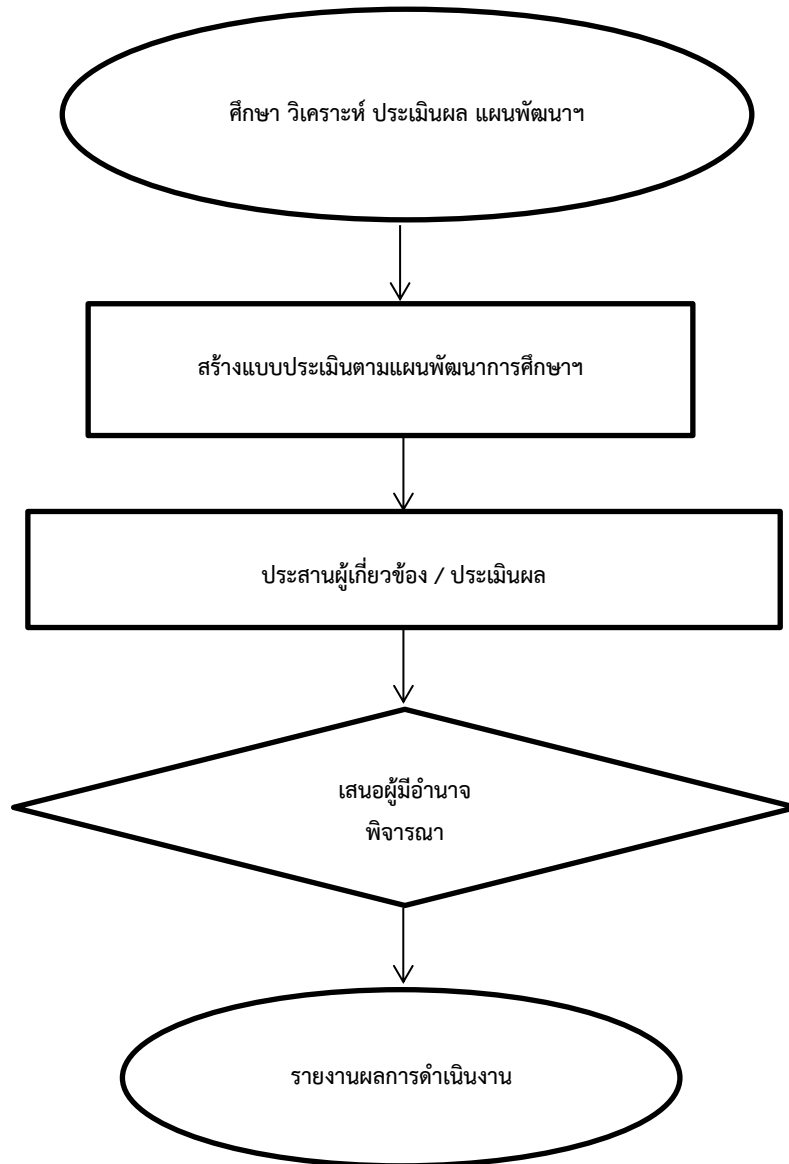 ศึกษา วิเคราะห์ ประเมินผล แผนพัฒนาฯ
สร้างแบบประเมินตามแผนพัฒนาการศึกษาฯ
ประสานผู้เกี่ยวข้อง / ประเมินผล
เสนอผู้มีอำนาจ
พิจารณา
รายงานผลการดำเนินงาน